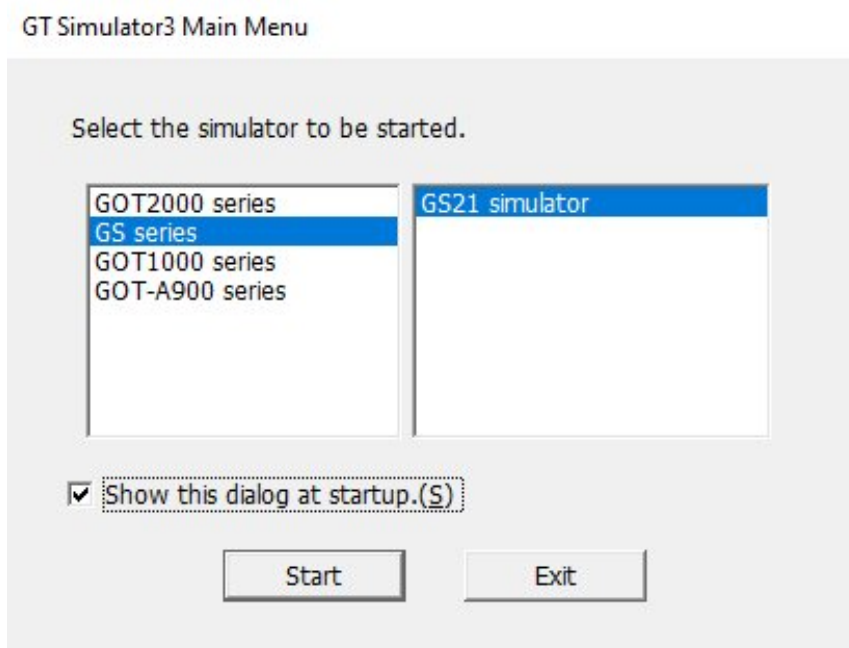 GT Simulator3 Main Menu
Select the simulator to be started.
GOT2000 series
GS series
GOT1000 series
GOT-A900 series
GS21 simulator
Show this dialog at startup.(S)
Start
Exit